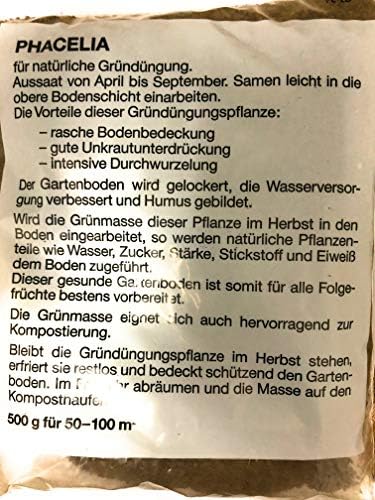 PHACELIA
für natürliche Gründüngung.
Aussaat von April bis September. Samen leicht in die
obere Bodenschicht einarbeiten.
Die Vorteile dieser Gründüngungspflanze:
– rasche Bodenbedeckung
– gute Unkrautunterdrückung
– intensive Durchwurzelung
Der Gartenboden wird gelockert, die Wasserversor-
gung verbessert und Humus gebildet.
Wird die Grünmasse dieser Pflanze im Herbst in den
Boden eingearbeitet, so werden natürliche Pflanzen-
teile wie Wasser, Zucker, Stärke, Stickstoff und Eiweiß
dem Boden zugeführt.
Dieser gesunde Gartenboden ist somit für alle Folge-
früchte bestens vorbereitet.
Die Grünmasse eignet sich auch hervorragend zur
Kompostierung.
Bleibt die Gründüngungspflanze im Herbst stehen,
erfriert sie restlos und bedeckt schützend den Garten-
boden. Im abräumen und die Masse auf den
Komposthaufen
500 g für 50–100 m